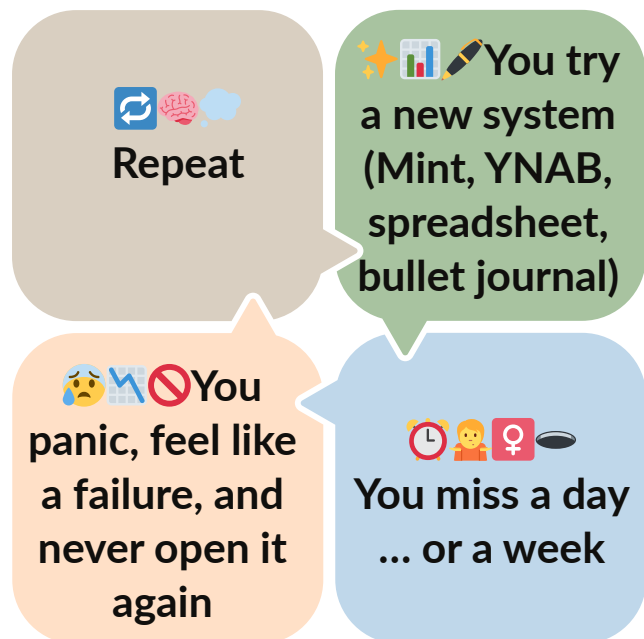 🔁🧠💭
Repeat
✨📊🖋️You try
a new system
(Mint, YNAB,
spreadsheet,
bullet journal)
😰📉🚫You
panic, feel like
a failure, and
never open it
again
⏰🤷♀️🕳️
You miss a day
... or a week